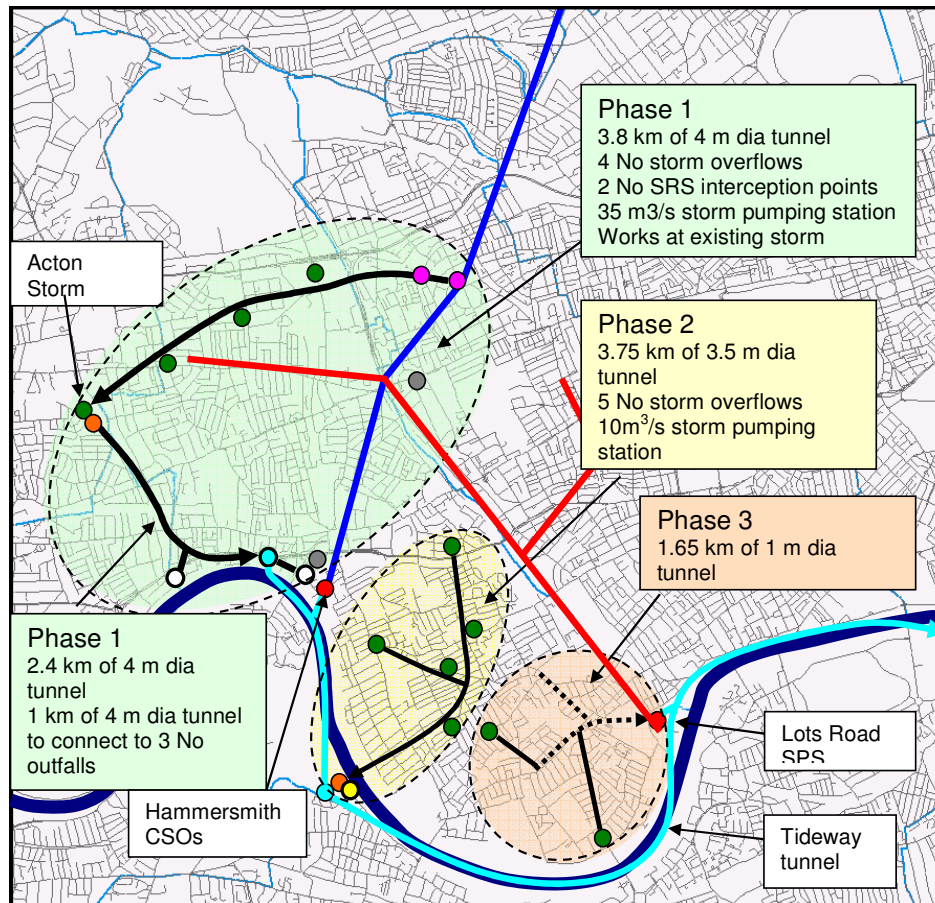 Phase 1
3.8 km of 4 m dia tunnel
4 No storm overflows
2 No SRS interception points
35 m3/s storm pumping station
Works at existing storm
Acton
Storm
Phase 2
3.75 km of 3.5 m dia
tunnel
5 No storm overflows
10m³/s storm pumping
station
Phase 3
1.65 km of 1 m dia
tunnel
Phase 1
2.4 km of 4 m dia
tunnel
1 km of 4 m dia tunnel
to connect to 3 No
outfalls
Lots Road
SPS
Hammersmith
CSOs
Tideway
tunnel